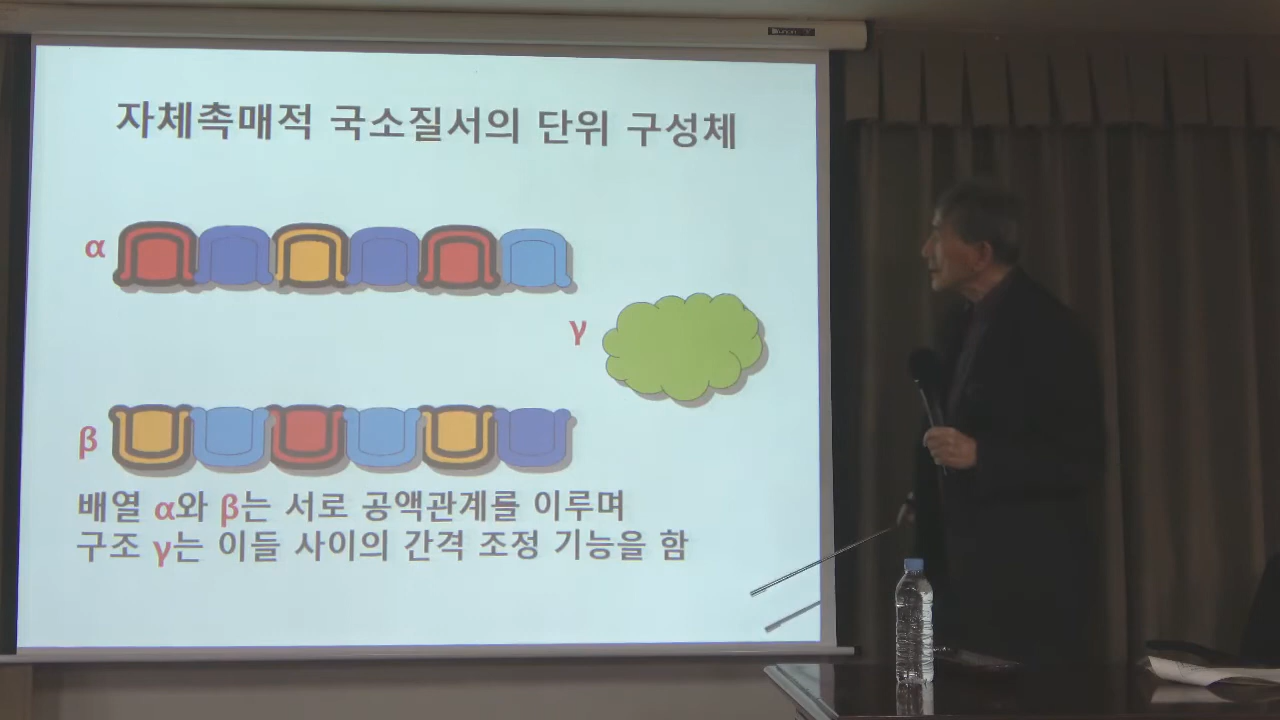 자체촉매적 국소질서의 단위 구성체
α
γ
β
배열 α와 β는 서로 공액관계를 이루며
구조 γ는 이들 사이의 간격 조정 기능을 함